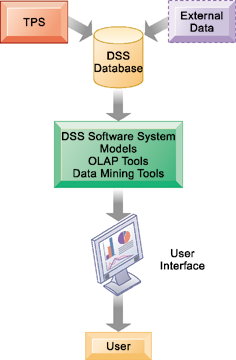 TPS
External
Data
DSS
Database
DSS Software System
Models
OLAP Tools
Data Mining Tools
User
Interface
User